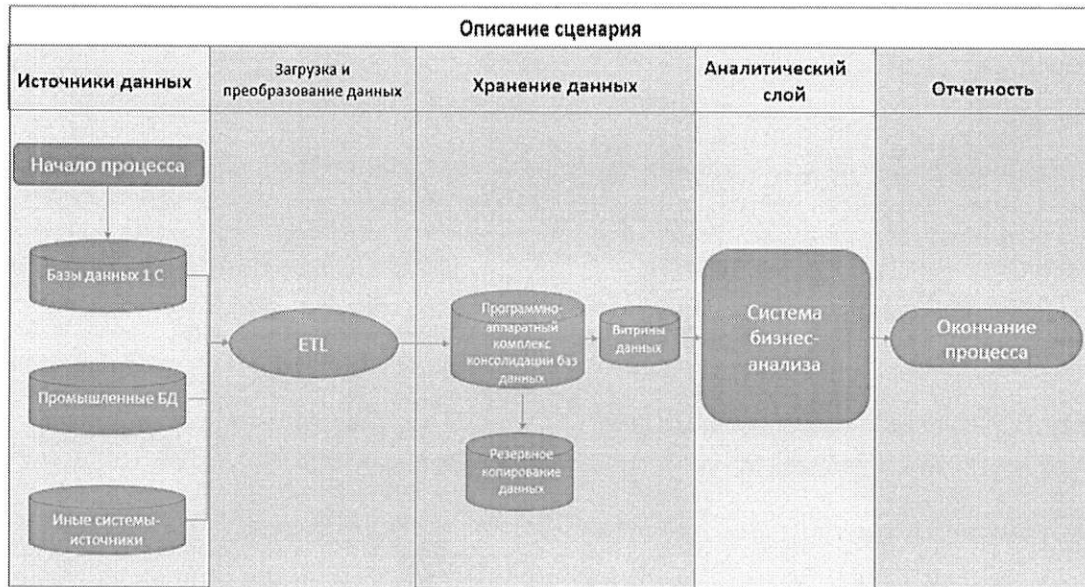 Описание сценария
Источники данных
Загрузка и
преобразование данных
Хранение данных
Аналитический
слой
Отчетность
Начало процесса
Базы данных 1 С
Промышленные БД
Иные системы-
источники
ETL
Программно-
аппаратный
комплекс
консолидации баз
данных
Витрины
данных
Резервное
копирование
данных
Система
бизнес-
анализа
Окончание
процесса